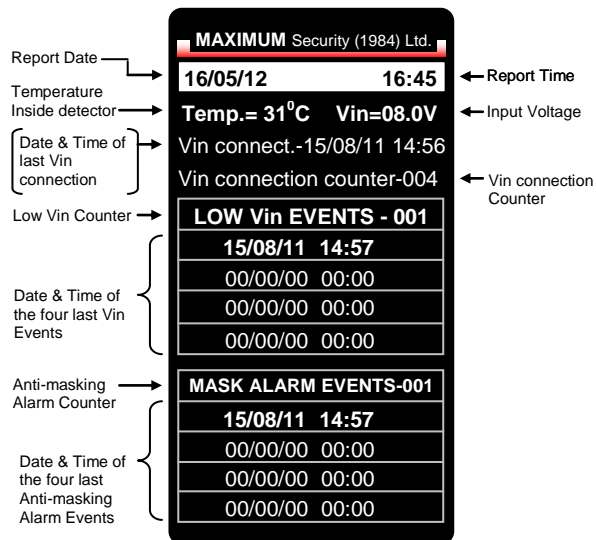 MAXIMUM Security (1984) Ltd.
Report Date
16/05/12 16:45
Report Time
Temperature
Inside detector
Temp.= 31⁰C Vin=08.0V
Input Voltage
Date & Time of
last Vin
connection
Vin connect.-15/08/11 14:56
Vin connection counter-004
Vin connection
Counter
Low Vin Counter
LOW Vin EVENTS - 001
15/08/11 14:57
00/00/00 00:00
00/00/00 00:00
00/00/00 00:00
Date & Time of
the four last Vin
Events
Anti-masking
Alarm Counter
MASK ALARM EVENTS-001
15/08/11 14:57
00/00/00 00:00
00/00/00 00:00
00/00/00 00:00
Date & Time of
the four last
Anti-masking
Alarm Events